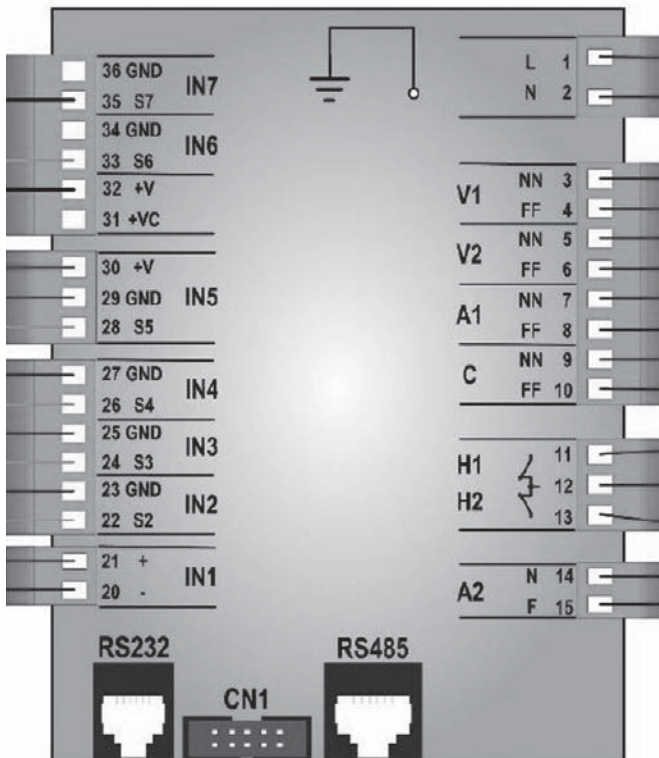 36 GND
35 S7
IN7
34 GND
33 S6
IN6
32 +V
31 +VC
30 +V
29 GND
28 S5
IN5
27 GND
26 S4
IN4
25 GND
24 S3
IN3
23 GND
22 S2
IN2
21 +
20 -
IN1
L 1
N 2
V1
NN 3
FF 4
V2
NN 5
FF 6
A1
NN 7
FF 8
C
NN 9
FF 10
H1
H2
11
12
13
A2
N 14
F 15
RS232
CN1
RS485